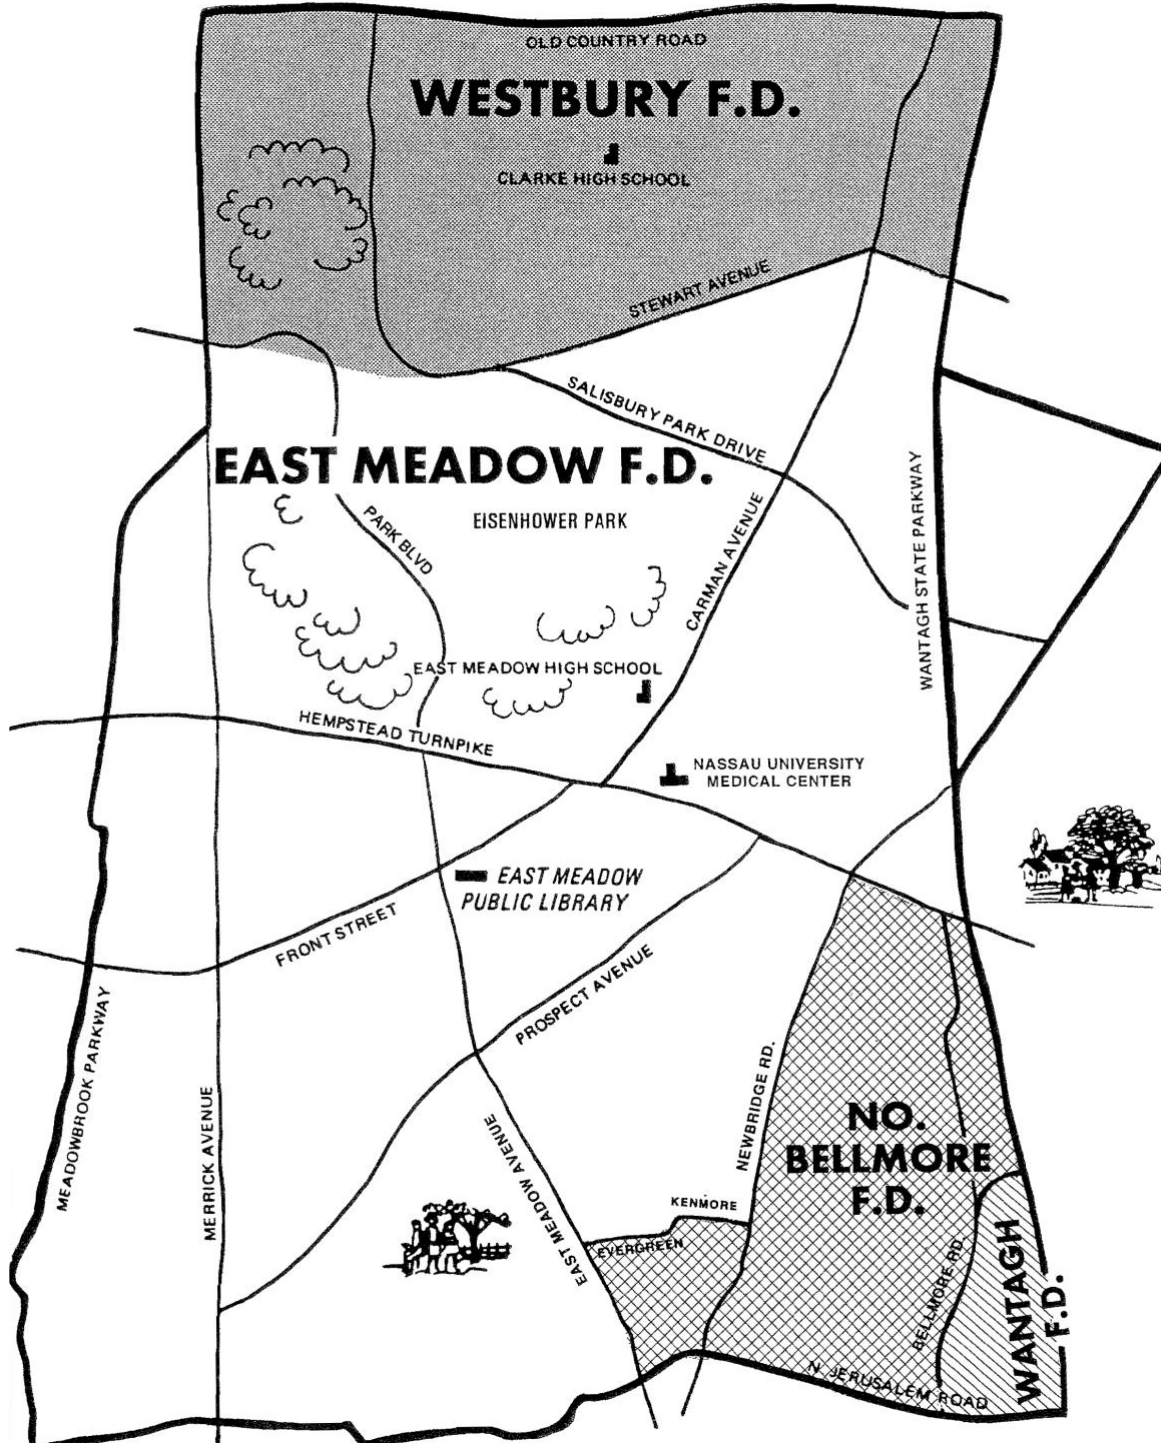 OLD COUNTRY ROAD
WESTBURY F.D.
CLARKE HIGH SCHOOL
STEWART AVENUE
SALISBURY PARK DRIVE
EAST MEADOW F.D.
EISENHOWER PARK
PARK BLVD
CARMAN AVENUE
WANTAGH STATE PARKWAY
EAST MEADOW HIGH SCHOOL
HEMPSTEAD TURNPIKE
NASSAU UNIVERSITY
MEDICAL CENTER
EAST MEADOW
PUBLIC LIBRARY
FRONT STREET
PROSPECT AVENUE
MEADOWBROOK PARKWAY
MERRICK AVENUE
EAST MEADOW AVENUE
NEWBRIDGE RD.
NO.
BELLMORE
F.D.
KENMORE
EVERGREEN
BELLMORE RD.
WANTAGH
F.D.
N. JERUSALEM ROAD